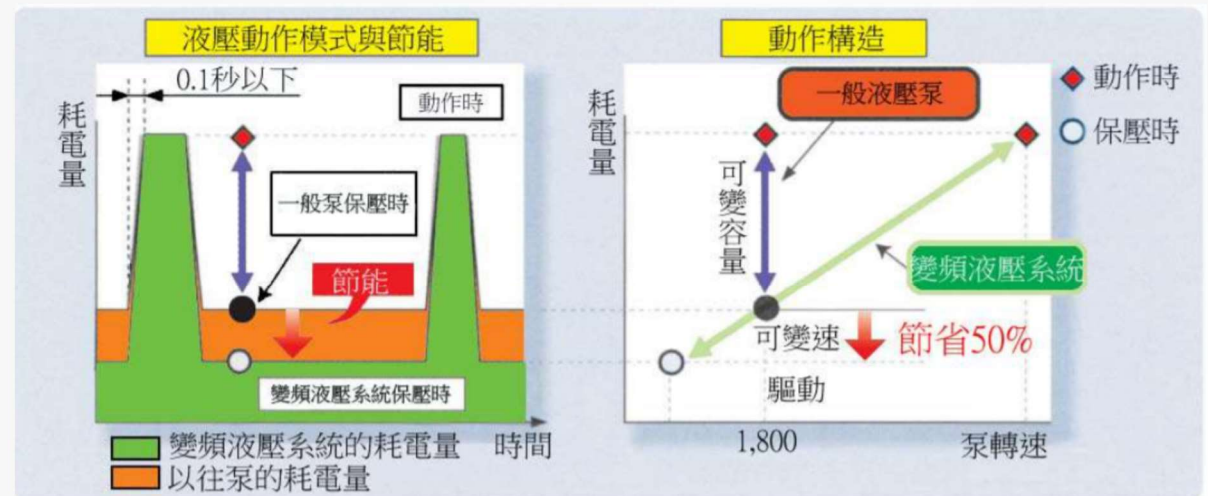 液壓動作模式與節能
0.1秒以下
耗電量
動作時
一般泵保壓時
節能
變頻液壓系統保壓時
時間
變頻液壓系統的耗電量
以往泵的耗電量
動作構造
一般液壓泵
動作時
保壓時
耗電量
可變容量
變頻液壓系統
可變速
節省50%
驅動
1,800
泵轉速